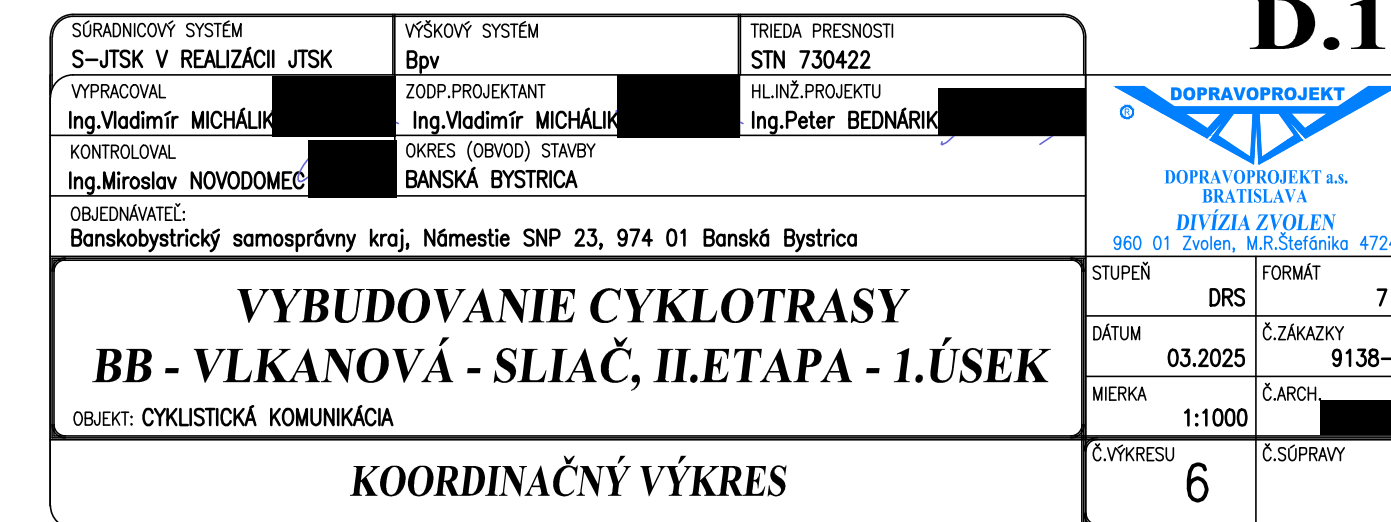 D.1
SÚRADNICOVÝ SYSTÉM
S-JTSK V REALIZÁCII JTSK
VÝŠKOVÝ SYSTÉM
Bpv
TRIEDA PRESNOSTI
STN 730422
VYPRACOVAL
Ing.Vladimír MICHÁLIK
ZODP.PROJEKTANT
Ing.Vladimír MICHÁLIK
HL.INŽ.PROJEKTU
Ing.Peter BEDNÁRIK
KONTROLOVAL
Ing.Miroslav NOVODOMEC
OKRES (OBVOD) STAVBY
BANSKÁ BYSTRICA
OBJEDNÁVATEĽ:
Banskobystrický samosprávny kraj, Námestie SNP 23, 974 01 Banská Bystrica
DOPRAVOPROJEKT
®
DOPRAVOPROJEKT a.s.
BRATISLAVA
DIVÍZIA ZVOLEN
960 01 Zvolen, M.R.Štefánika 4724
VYBUDOVANIE CYKLOTRASY
BB - VLKANOVÁ - SLIAČ, II.ETAPA - 1.ÚSEK
OBJEKT: CYKLISTICKÁ KOMUNIKÁCIA
STUPEŇ
DRS
FORMÁT
7
DÁTUM
03.2025
Č.ZÁKAZKY
9138-
MIERKA
1:1000
Č.ARCH.
KOORDINAČNÝ VÝKRES
Č.VÝKRESU
6
Č.SÚPRAVY